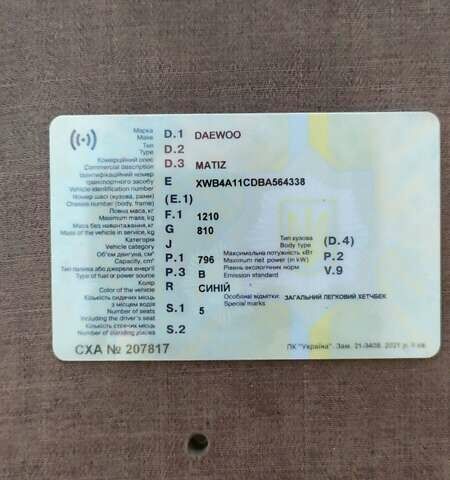 Марка
Make D.1 DAEWOO
Тип
Type D.2
Комерційний опис
Commercial description D.3 MATIZ
Ідентифікаційний номер
транспортного засобу E XWB4A11CDBA564338
Vehicle identification number
Номер шасі (кузова, рами) (E.1)
Chassis number (body, frame)
Повна маса, кг F.1 1210
Maximum mass, kg
Маса без навантаження, кг G 810
Mass of the vehicle in service, kg
Категорія J Тип кузова (D.4)
Vehicle category Body type
Об'єм двигуна, см³ P.1 796 Максимальна потужність кВт P.2
Capacity, cm³ Maximum net power (in kW)
Тип палива або джерела енергії P.3 B Рівень екологічних норм V.9
Type of fuel or power source Emission standard
Колір R СИНІЙ
Color of the vehicle
Кількість сидячих місць Особливі відмітки ЗАГАЛЬНИЙ ЛЕГКОВИЙ ХЕТЧБЕК
з місцем водія S.1 5 Special marks
Number of seats
Including the driver's seat
Кількість стоячих місць S.2
Number of standing places
СХА № 207817
ПК "Україна". Зам. 21-3408. 2021 р. II кв.